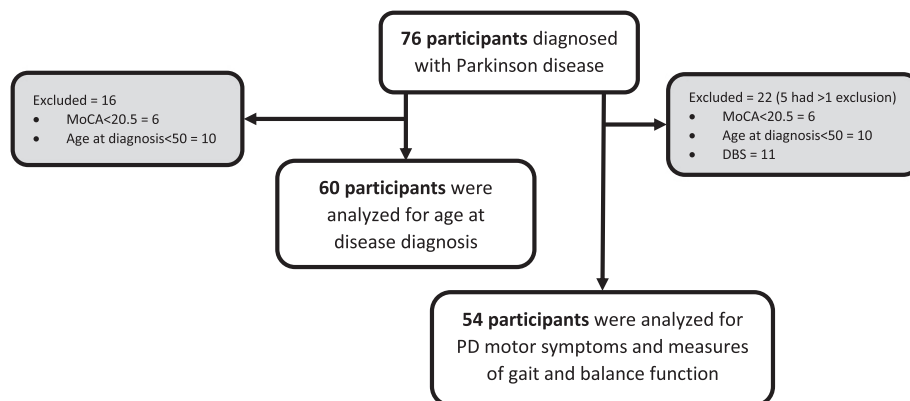 76 participants diagnosed
with Parkinson disease
Excluded = 16
• MoCA<20.5 = 6
• Age at diagnosis<50 = 10
Excluded = 22 (5 had >1 exclusion)
• MoCA<20.5 = 6
• Age at diagnosis<50 = 10
• DBS = 11
60 participants were
analyzed for age at
disease diagnosis
54 participants were analyzed for
PD motor symptoms and measures
of gait and balance function